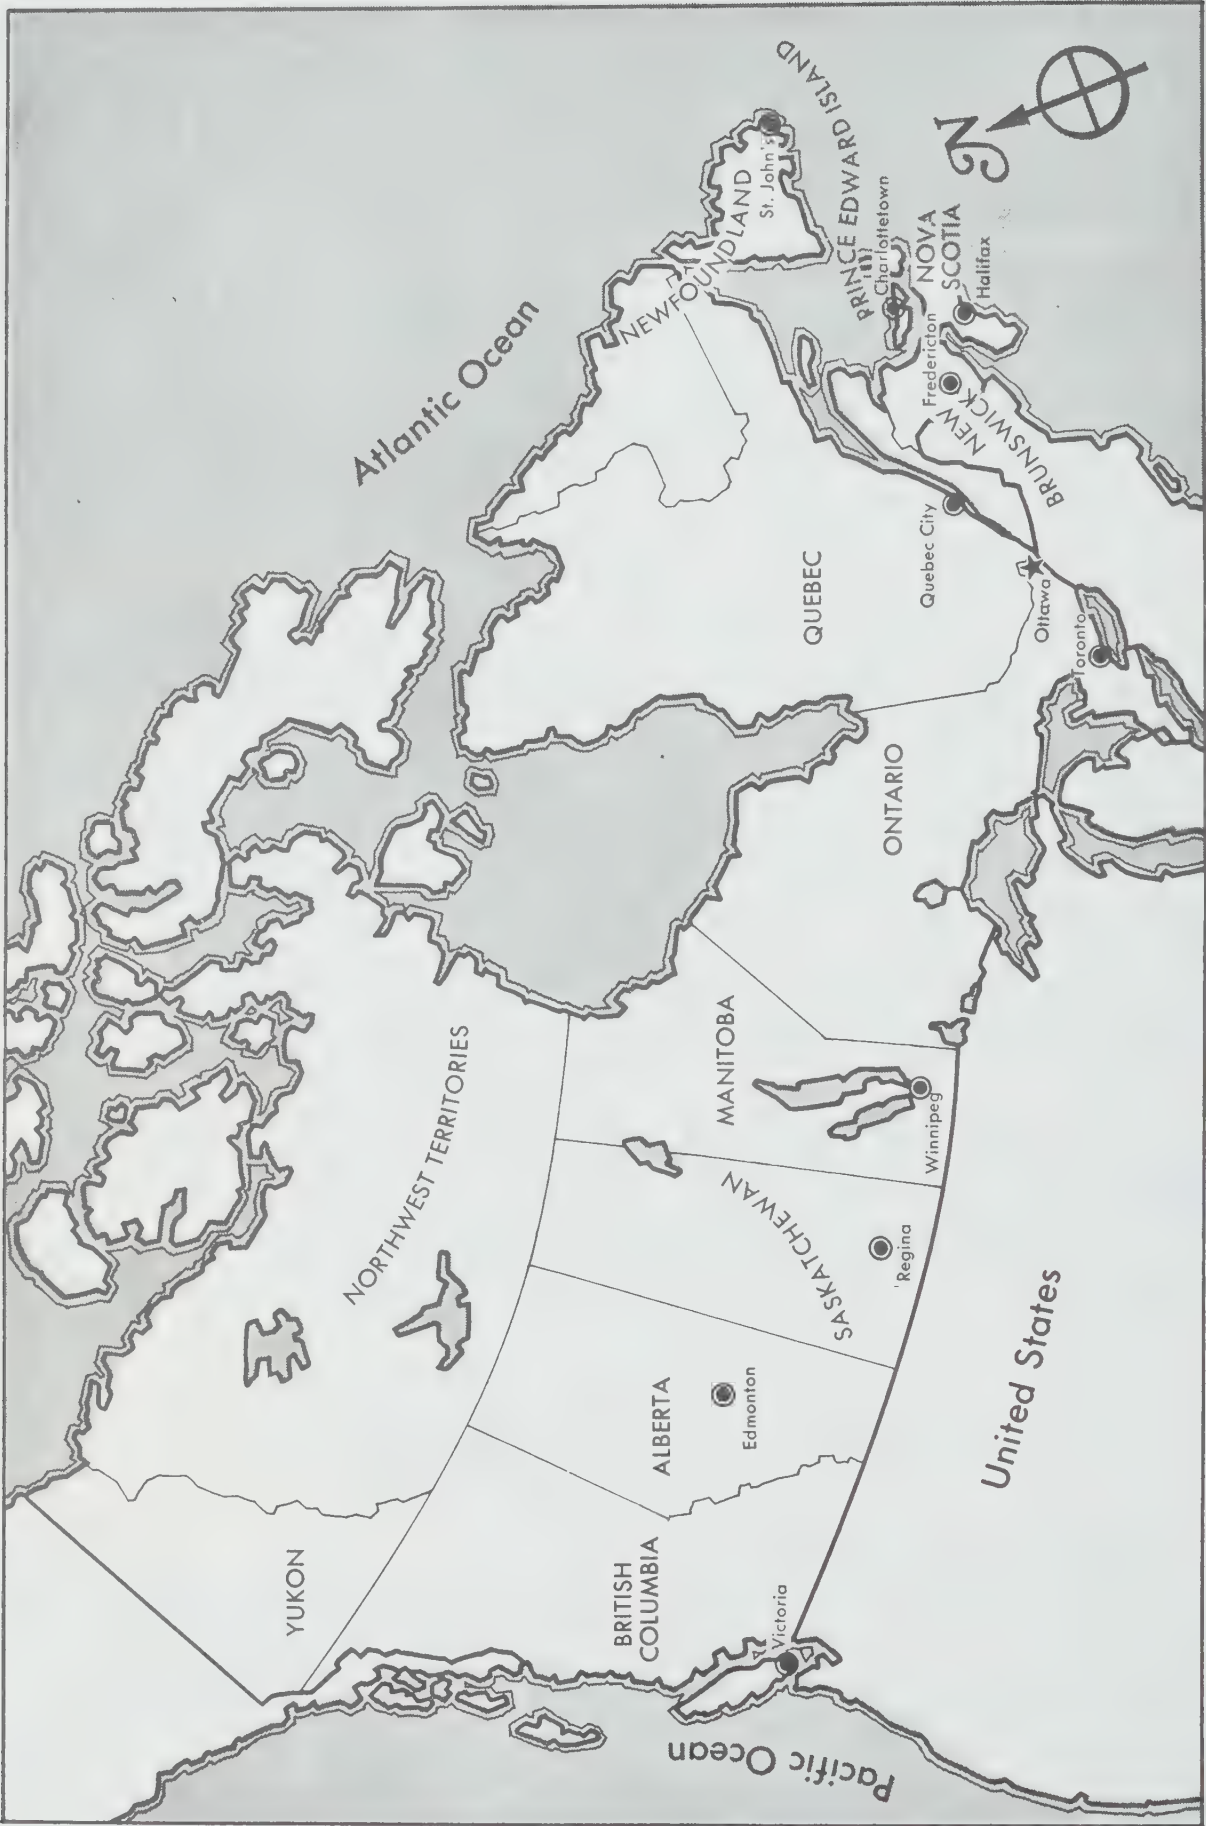 Atlantic Ocean
NORTHWEST TERRITORIES
YUKON
BRITISH
COLUMBIA
Victoria
Pacific Ocean
ALBERTA
Edmonton
SASKATCHEWAN
Regina
MANITOBA
Winnipeg
ONTARIO
Toronto
Ottawa
QUEBEC
Quebec City
NEWFOUNDLAND
St. John's
PRINCE EDWARD ISLAND
Charlottetown
NOVA
SCOTIA
Halifax
Fredericton
NEW
BRUNSWICK
United States
N